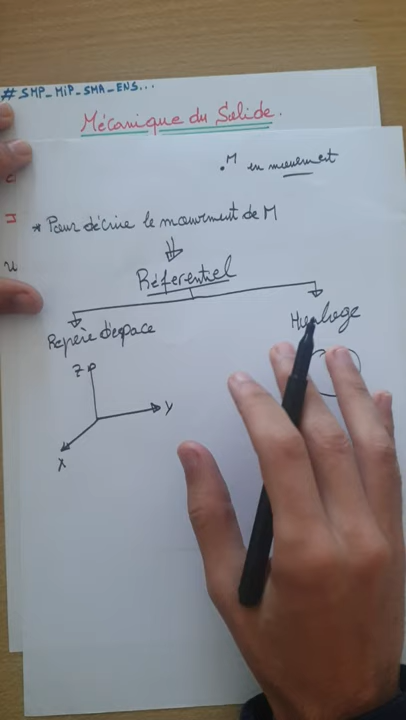 #SMP_MIP_SMA_ENS...
Mécanique du Solide.
M en mouvement
* Pour décrire le mouvement de M
Référentiel
Repère d'espace
Horloge
Z
Y
X